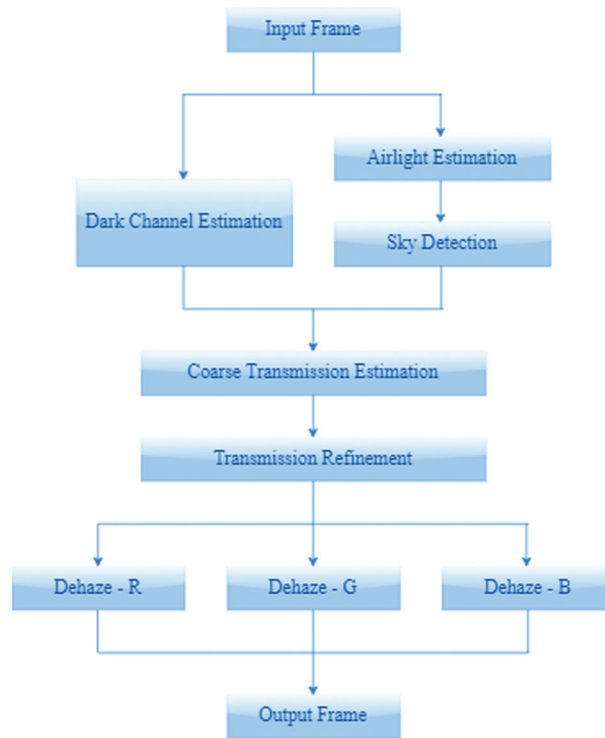 Input Frame
Airlight Estimation
Dark Channel Estimation
Sky Detection
Coarse Transmission Estimation
Transmission Refinement
Dehaze - R
Dehaze - G
Dehaze - B
Output Frame